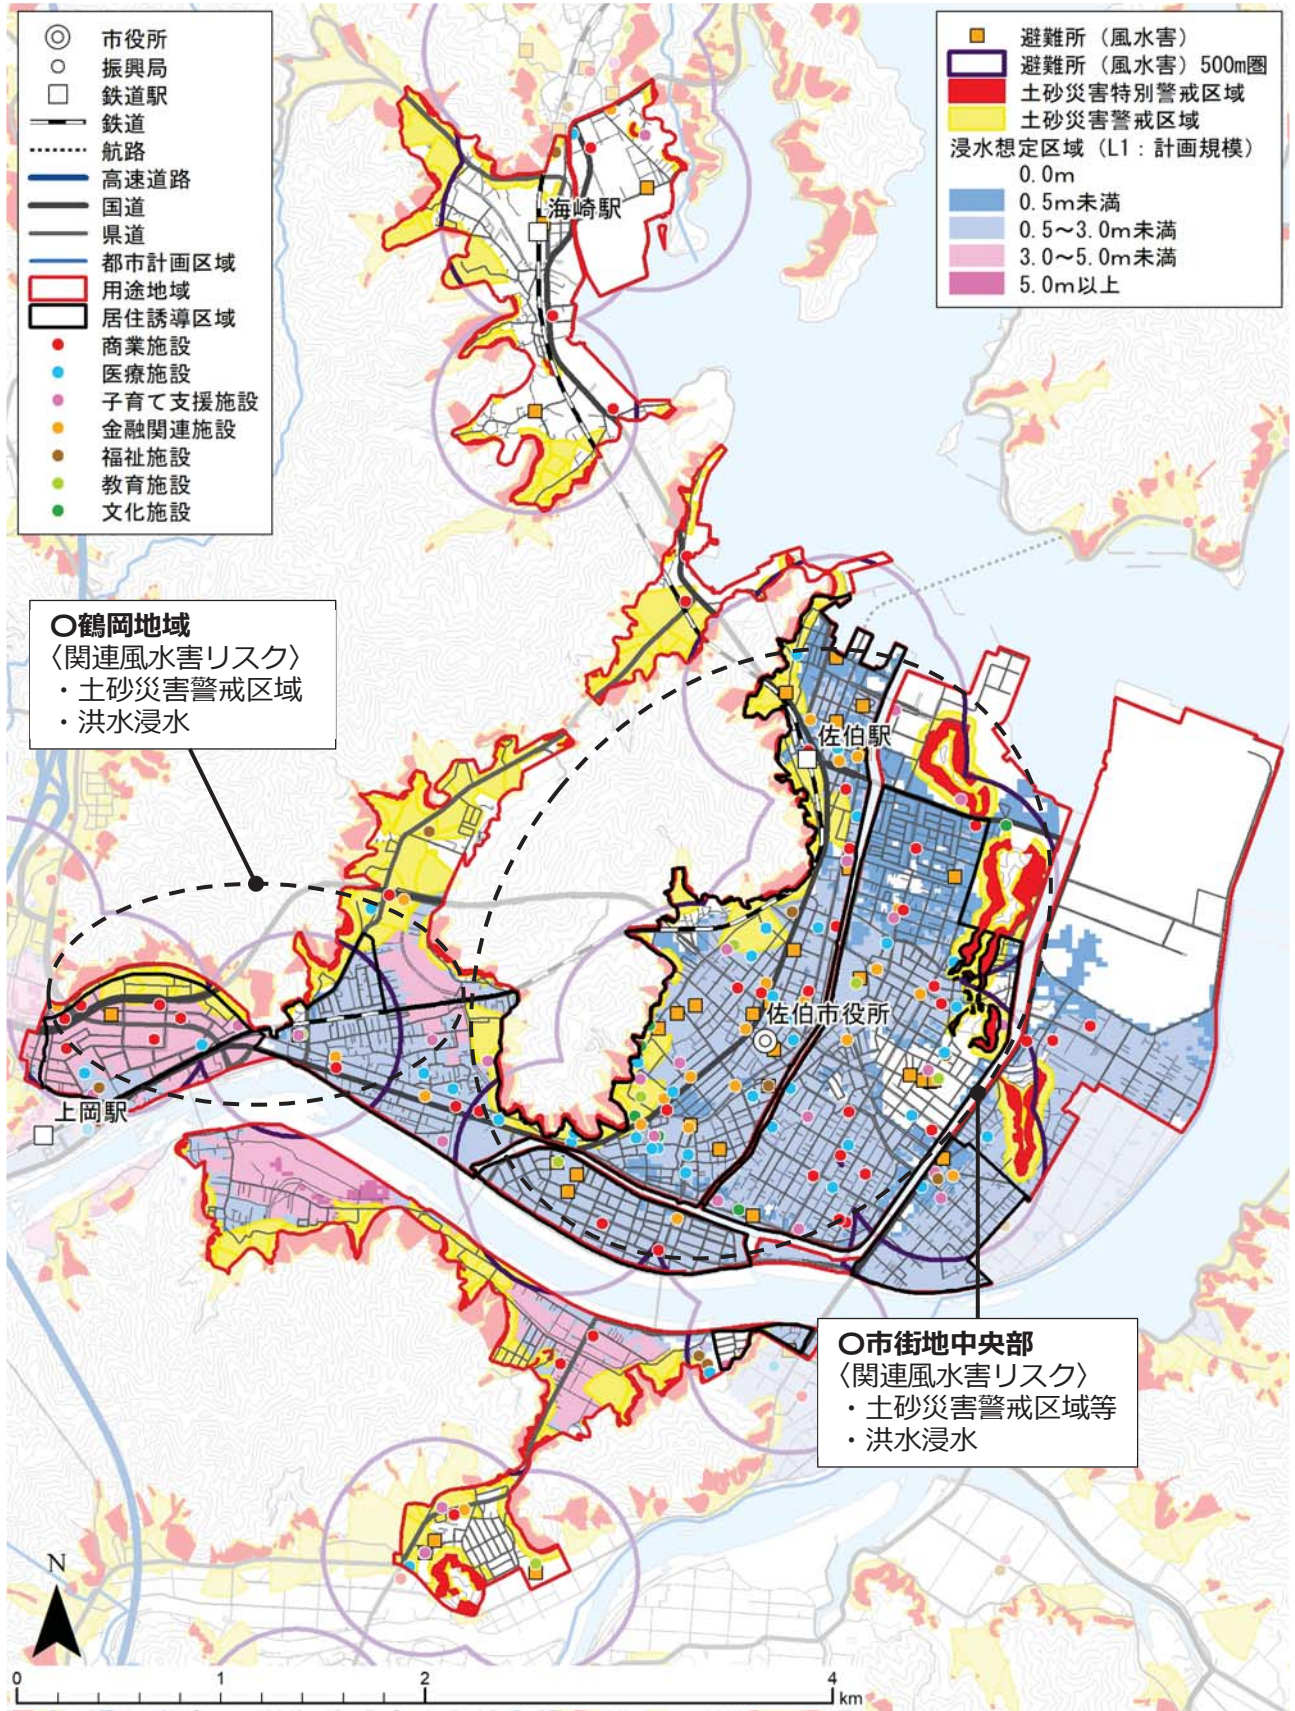 市役所
振興局
鉄道駅
鉄道
航路
高速道路
国道
県道
都市計画区域
用途地域
居住誘導区域
商業施設
医療施設
子育て支援施設
金融関連施設
福祉施設
教育施設
文化施設
避難所（風水害）
避難所（風水害）500m圏
土砂災害特別警戒区域
土砂災害警戒区域
浸水想定区域（L1：計画規模）
0.0m
0.5m未満
0.5～3.0m未満
3.0～5.0m未満
5.0m以上
海崎駅
〇鶴岡地域
〈関連風水害リスク〉
・土砂災害警戒区域
・洪水浸水
佐伯駅
佐伯市役所
上岡駅
〇市街地中央部
〈関連風水害リスク〉
・土砂災害警戒区域等
・洪水浸水
N
0 1 2 4 km